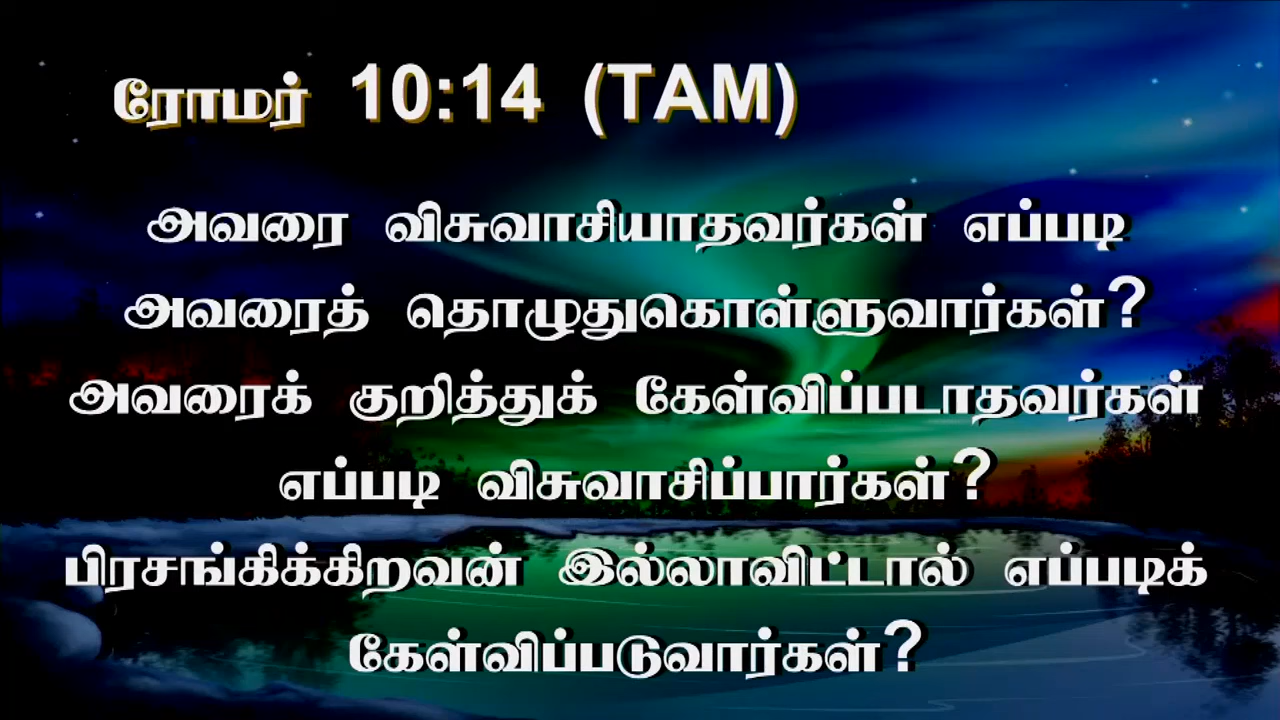 ரோமர் 10:14 (TAM)
அவரை விசுவாசியாதவர்கள் எப்படி
அவரைத் தொழுதுகொள்ளுவார்கள்?
அவரைக் குறித்துக் கேள்விப்படாதவர்கள்
எப்படி விசுவாசிப்பார்கள்?
பிரசங்கிக்கிறவன் இல்லாவிட்டால் எப்படிக்
கேள்விப்படுவார்கள்?